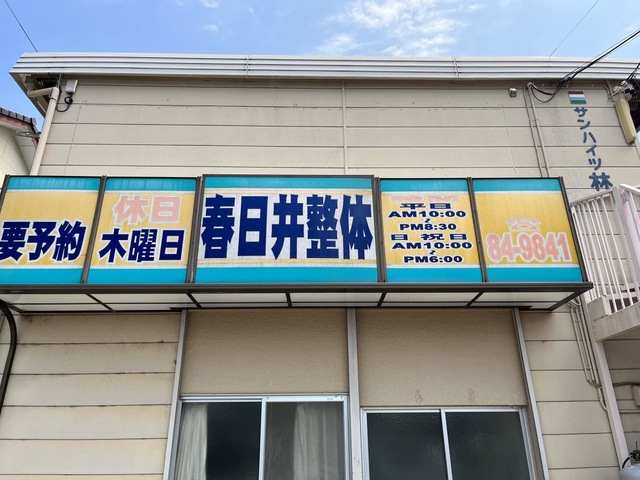 要予約
休日
木曜日
春日井整体
平日
AM10:00
〜
PM8:30
日祝日
AM10:00
〜
PM6:00
☎
84-9841
サンハイツ林